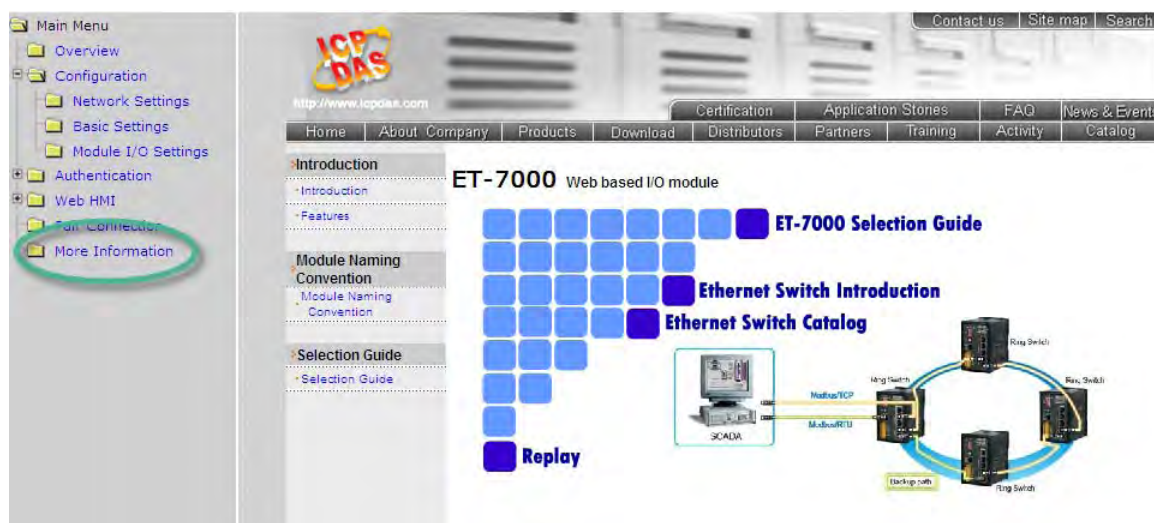 Main Menu
Overview
Configuration
Network Settings
Basic Settings
Module I/O Settings
Authentication
Web HMI
Pair Connection
More Information
Contact us | Site map | Search
ICP DAS
http://www.icpdas.com
Certification Application Stories FAQ News & Events
Home About Company Products Download Distributors Partners Training Activity Catalog
Introduction
Introduction
Features
Module Naming
Convention
Module Naming
Convention
Selection Guide
Selection Guide
ET-7000 Web based I/O module
ET-7000 Selection Guide
Ethernet Switch Introduction
Ethernet Switch Catalog
Replay
SCADA
Modbus/TCP
Modbus/RTU
Ring Switch
Ring Switch
Ring Switch
Ring Switch
Backup path